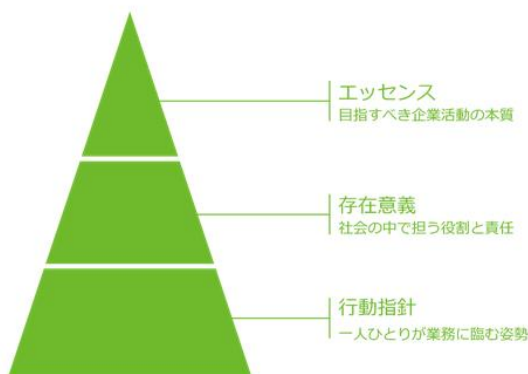 エッセンス
目指すべき企業活動の本質
存在意義
社会の中で担う役割と責任
行動指針
一人ひとりが業務に臨む姿勢